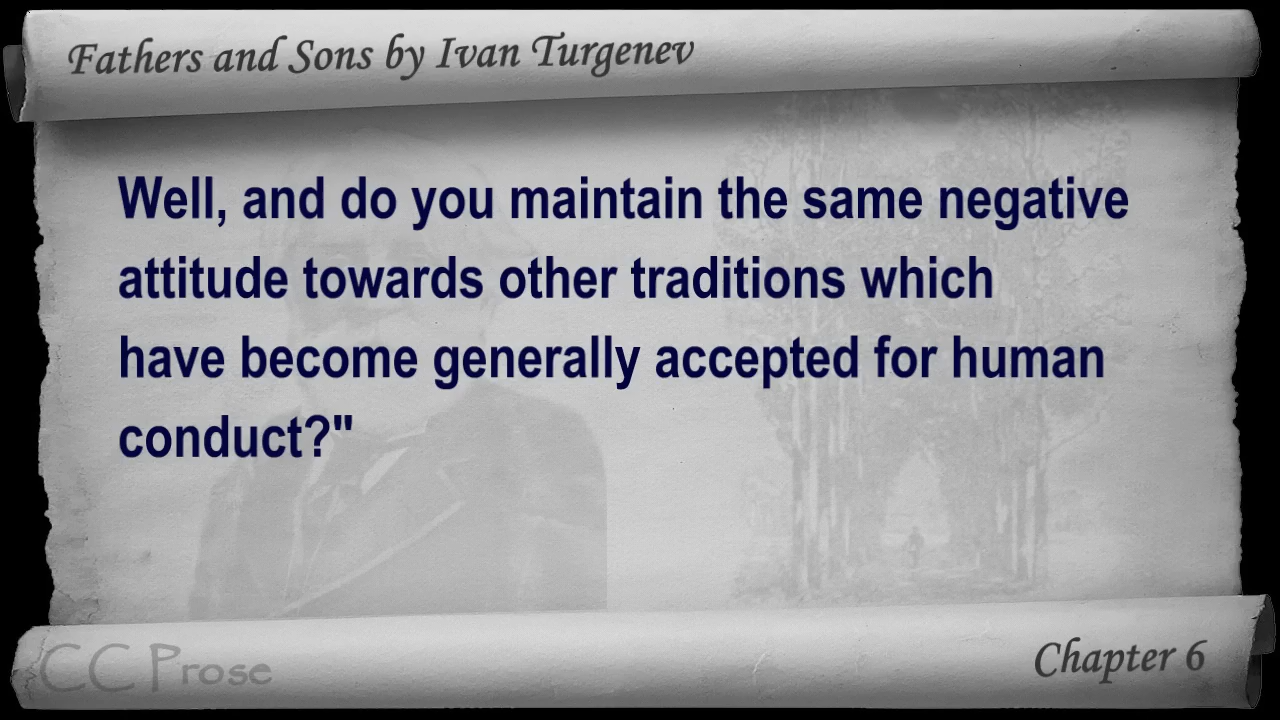 Fathers and Sons by Ivan Turgenev
Well, and do you maintain the same negative
attitude towards other traditions which
have become generally accepted for human
conduct?"
CC Prose
Chapter 6